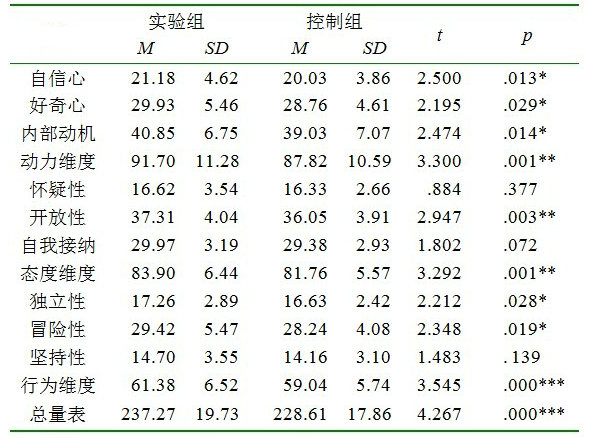 实验组 控制组 t p
M SD M SD
自信心 21.18 4.62 20.03 3.86 2.500 .013*
好奇心 29.93 5.46 28.76 4.61 2.195 .029*
内部动机 40.85 6.75 39.03 7.07 2.474 .014*
动力维度 91.70 11.28 87.82 10.59 3.300 .001**
怀疑性 16.62 3.54 16.33 2.66 .884 .377
开放性 37.31 4.04 36.05 3.91 2.947 .003**
自我接纳 29.97 3.19 29.38 2.93 1.802 .072
态度维度 83.90 6.44 81.76 5.57 3.292 .001**
独立性 17.26 2.89 16.63 2.42 2.212 .028*
冒险性 29.42 5.47 28.24 4.08 2.348 .019*
坚持性 14.70 3.55 14.16 3.10 1.483 .139
行为维度 61.38 6.52 59.04 5.74 3.545 .000***
总量表 237.27 19.73 228.61 17.86 4.267 .000***